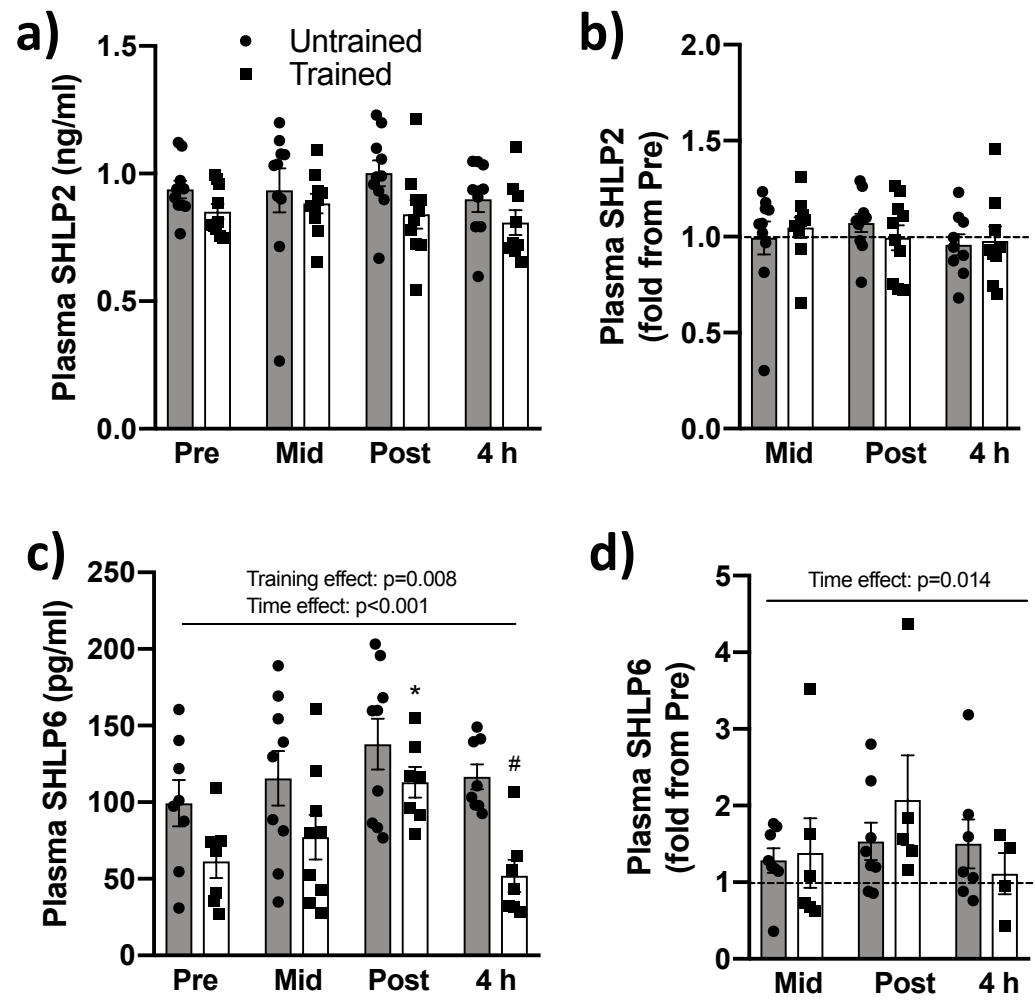 a)
Untrained
Trained
Plasma SHLP2 (ng/ml)
1.5
1.0
0.5
0.0
Pre Mid Post 4 h
b)
Plasma SHLP2
(fold from Pre)
2.0
1.5
1.0
0.5
0.0
Mid Post 4 h
c)
Training effect: p=0.008
Time effect: p<0.001
Plasma SHLP6 (pg/ml)
250
200
150
100
50
0
*
#
Pre Mid Post 4 h
d)
Time effect: p=0.014
Plasma SHLP6
(fold from Pre)
5
4
3
2
1
0
Mid Post 4 h